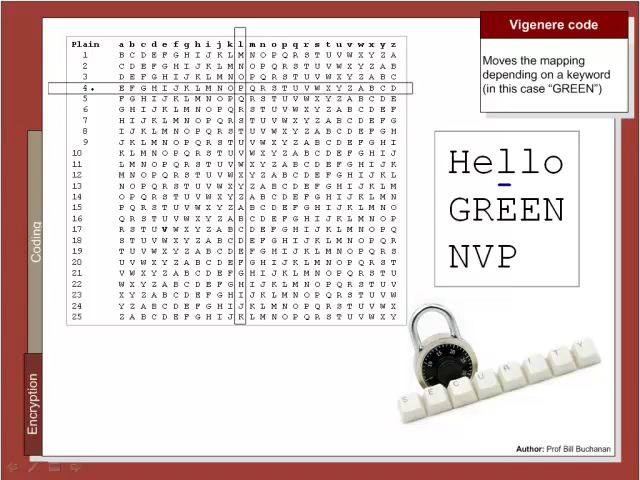 Vigenere code
Moves the mapping
depending on a keyword
(in this case “GREEN”)
Plain a b c d e f g h i j k l m n o p q r s t u v w x y z
1 B C D E F G H I J K L M N O P Q R S T U V W X Y Z A
2 C D E F G H I J K L M N O P Q R S T U V W X Y Z A B
3 D E F G H I J K L M N O P Q R S T U V W X Y Z A B C
4 E F G H I J K L M N O P Q R S T U V W X Y Z A B C D
5 F G H I J K L M N O P Q R S T U V W X Y Z A B C D E
6 G H I J K L M N O P Q R S T U V W X Y Z A B C D E F
7 H I J K L M N O P Q R S T U V W X Y Z A B C D E F G
8 I J K L M N O P Q R S T U V W X Y Z A B C D E F G H
9 J K L M N O P Q R S T U V W X Y Z A B C D E F G H I
10 K L M N O P Q R S T U V W X Y Z A B C D E F G H I J
11 L M N O P Q R S T U V W X Y Z A B C D E F G H I J K
12 M N O P Q R S T U V W X Y Z A B C D E F G H I J K L
13 N O P Q R S T U V W X Y Z A B C D E F G H I J K L M
14 O P Q R S T U V W X Y Z A B C D E F G H I J K L M N
15 P Q R S T U V W X Y Z A B C D E F G H I J K L M N O
16 Q R S T U V W X Y Z A B C D E F G H I J K L M N O P
17 R S T U V W X Y Z A B C D E F G H I J K L M N O P Q
18 S T U V W X Y Z A B C D E F G H I J K L M N O P Q R
19 T U V W X Y Z A B C D E F G H I J K L M N O P Q R S
20 U V W X Y Z A B C D E F G H I J K L M N O P Q R S T
21 V W X Y Z A B C D E F G H I J K L M N O P Q R S T U
22 W X Y Z A B C D E F G H I J K L M N O P Q R S T U V
23 X Y Z A B C D E F G H I J K L M N O P Q R S T U V W
24 Y Z A B C D E F G H I J K L M N O P Q R S T U V W X
25 Z A B C D E F G H I J K L M N O P Q R S T U V W X Y
Hello
GREEN
NVP
Coding
Encryption
SECURITY
Author: Prof Bill Buchanan